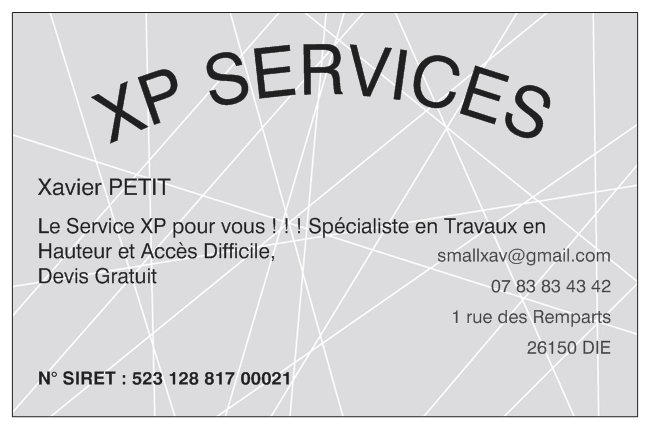 XP SERVICES
Xavier PETIT
Le Service XP pour vous ! ! ! Spécialiste en Travaux en
Hauteur et Accès Difficile,
Devis Gratuit
smallxav@gmail.com
07 83 83 43 42
1 rue des Remparts
26150 DIE
N° SIRET : 523 128 817 00021